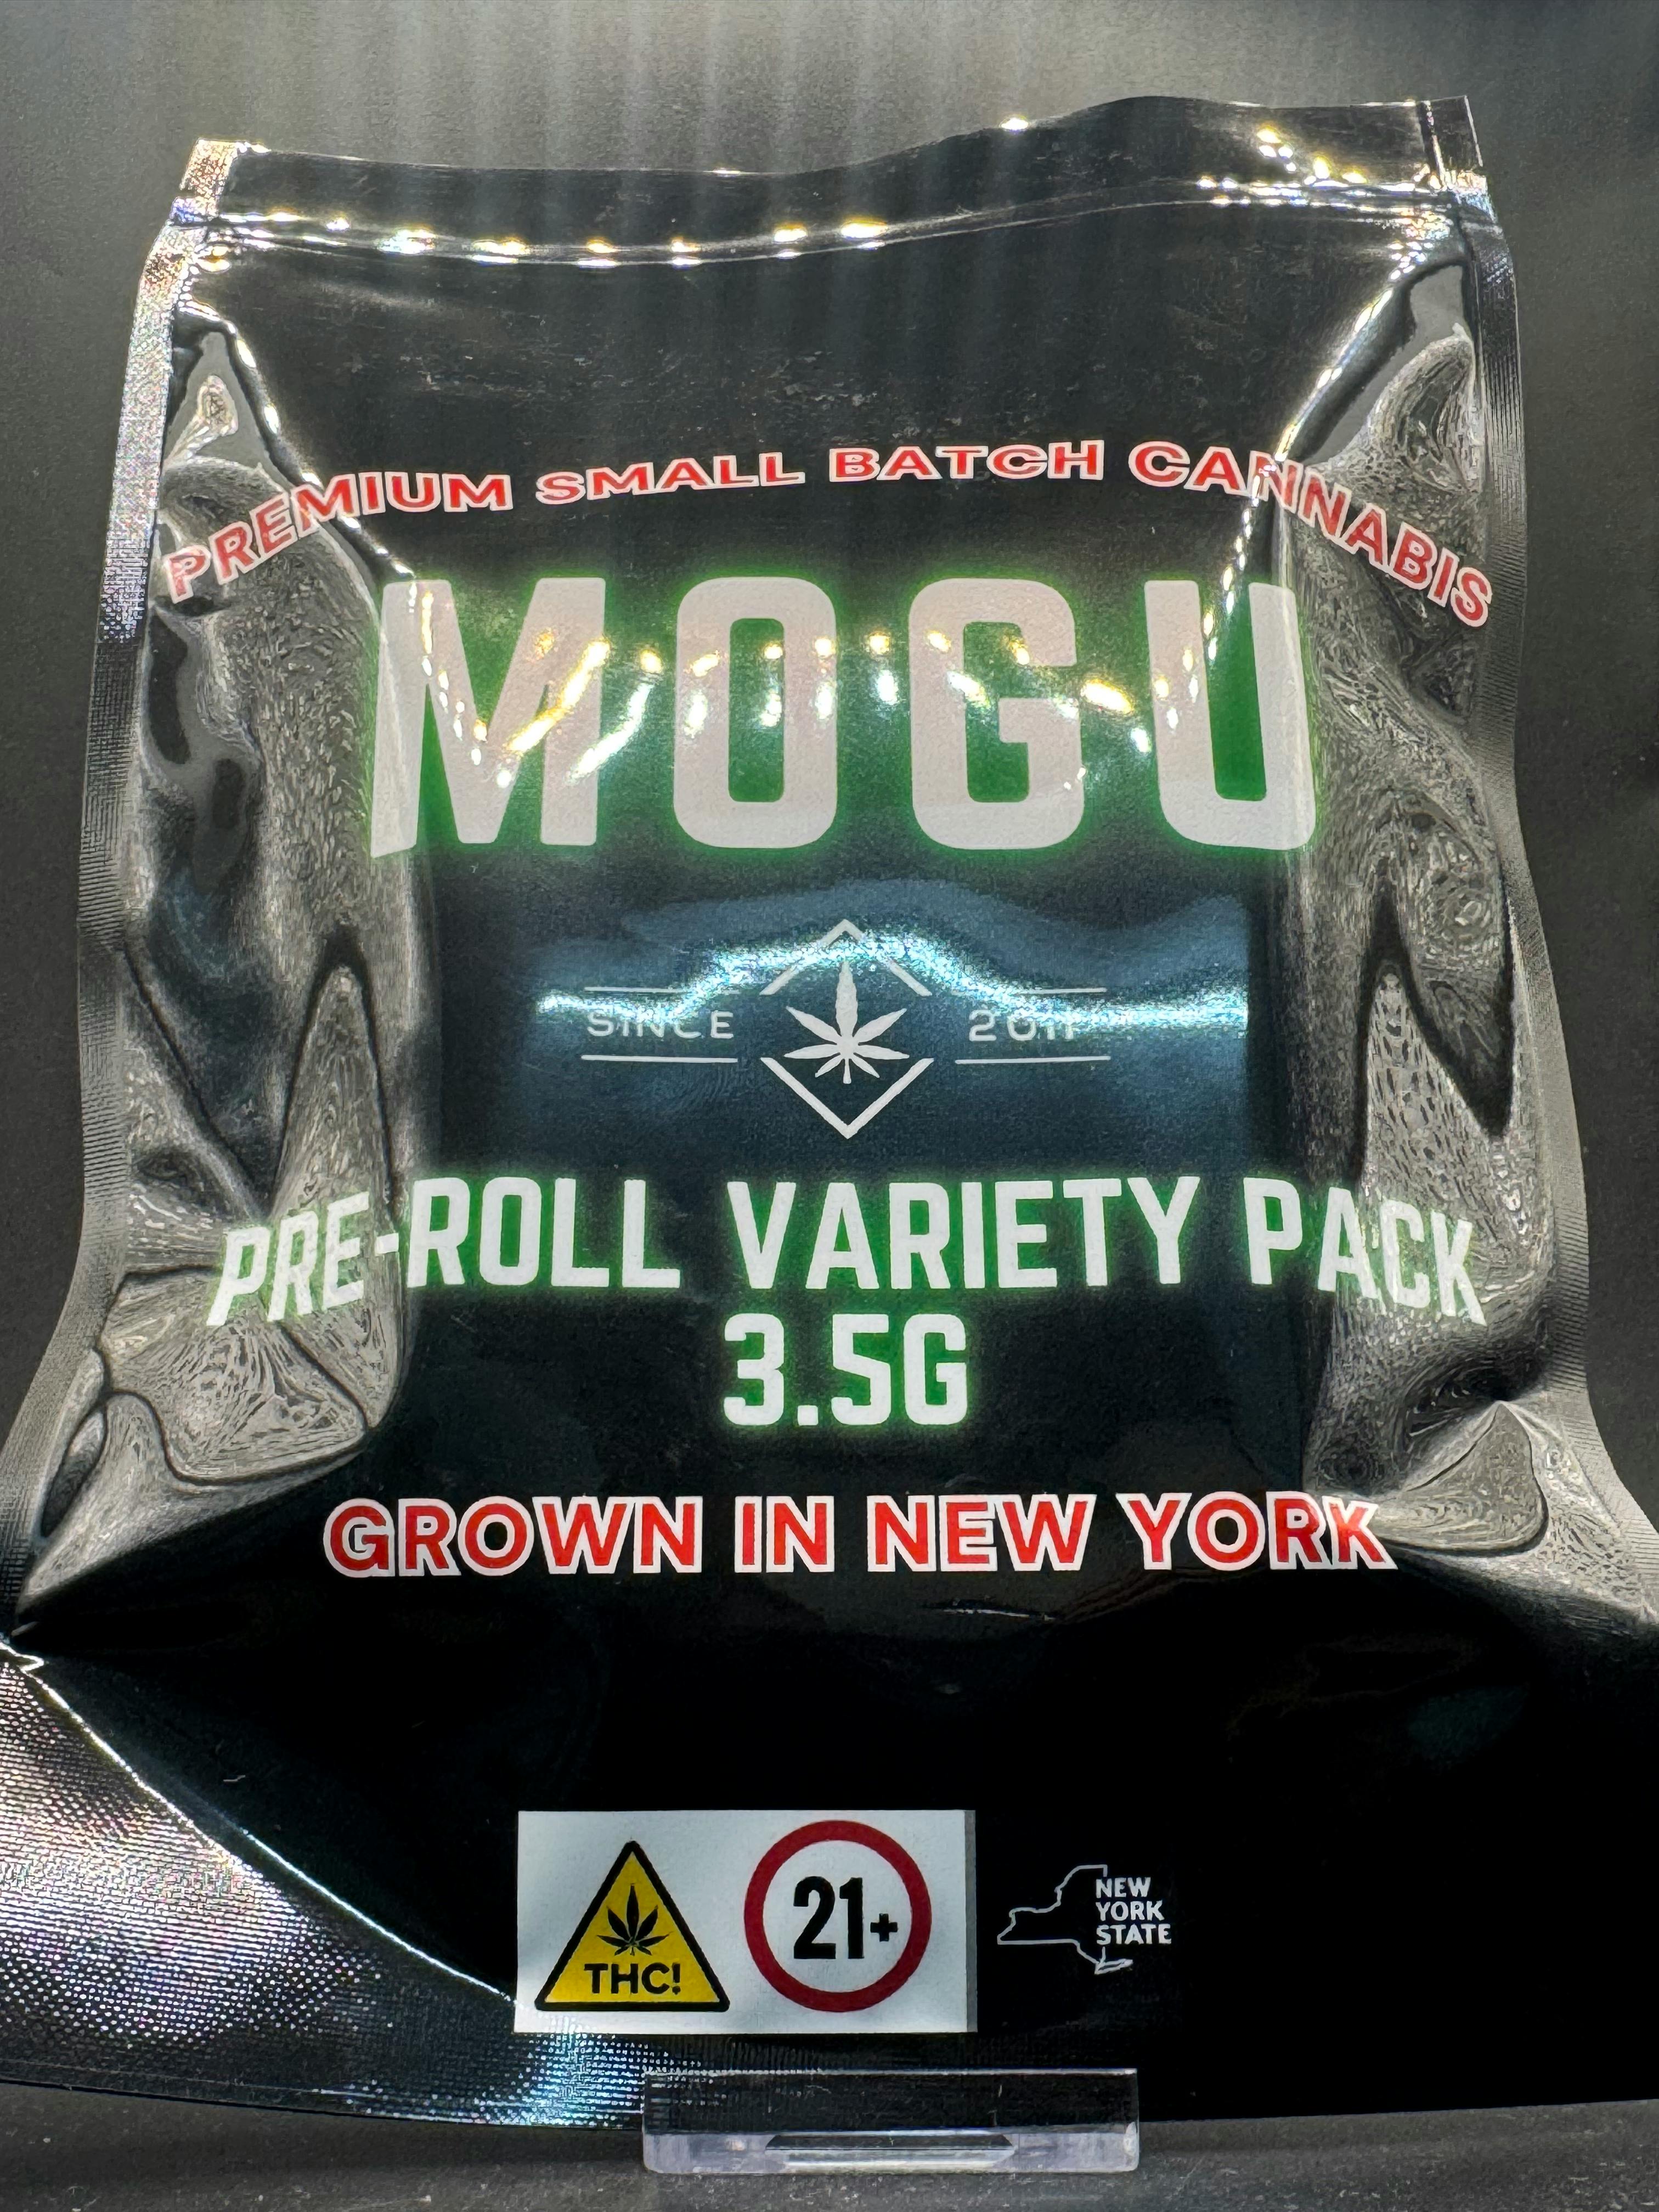 PREMIUM SMALL BATCH CANNABIS
MOGU
SINCE 2011
PRE-ROLL VARIETY PACK
3.5G
GROWN IN NEW YORK
THC!
21+
NEW
YORK
STATE